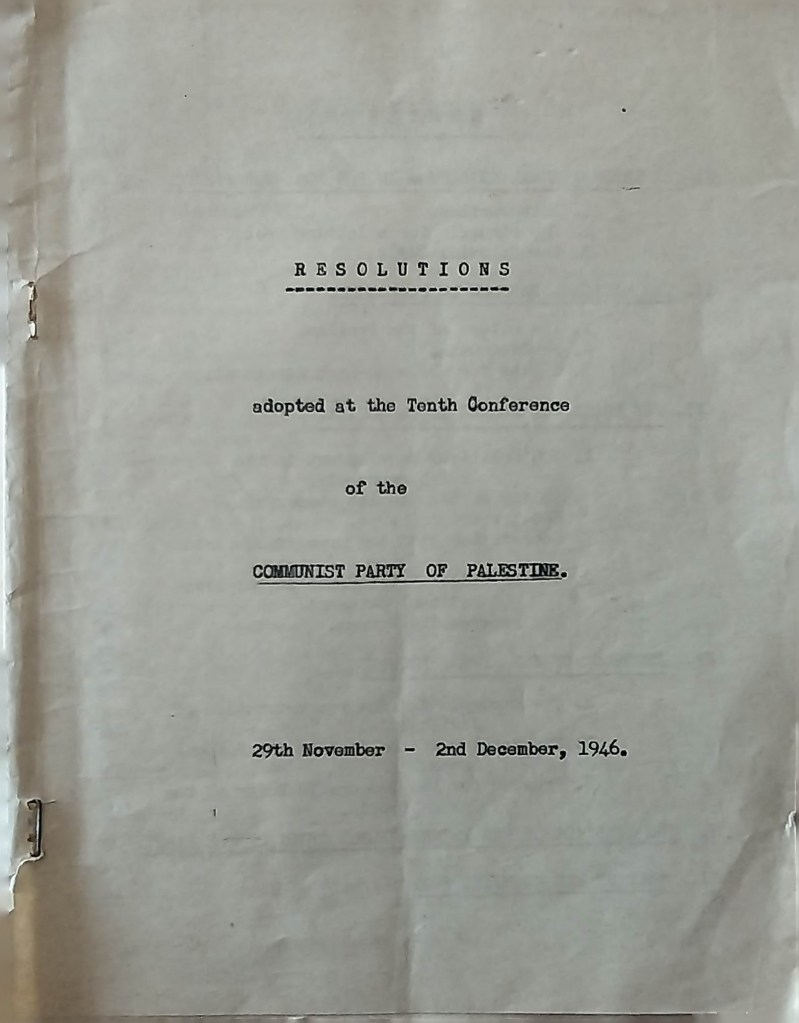 RESOLUTIONS
adopted at the Tenth Conference
of the
COMMUNIST PARTY OF PALESTINE.
29th November - 2nd December, 1946.